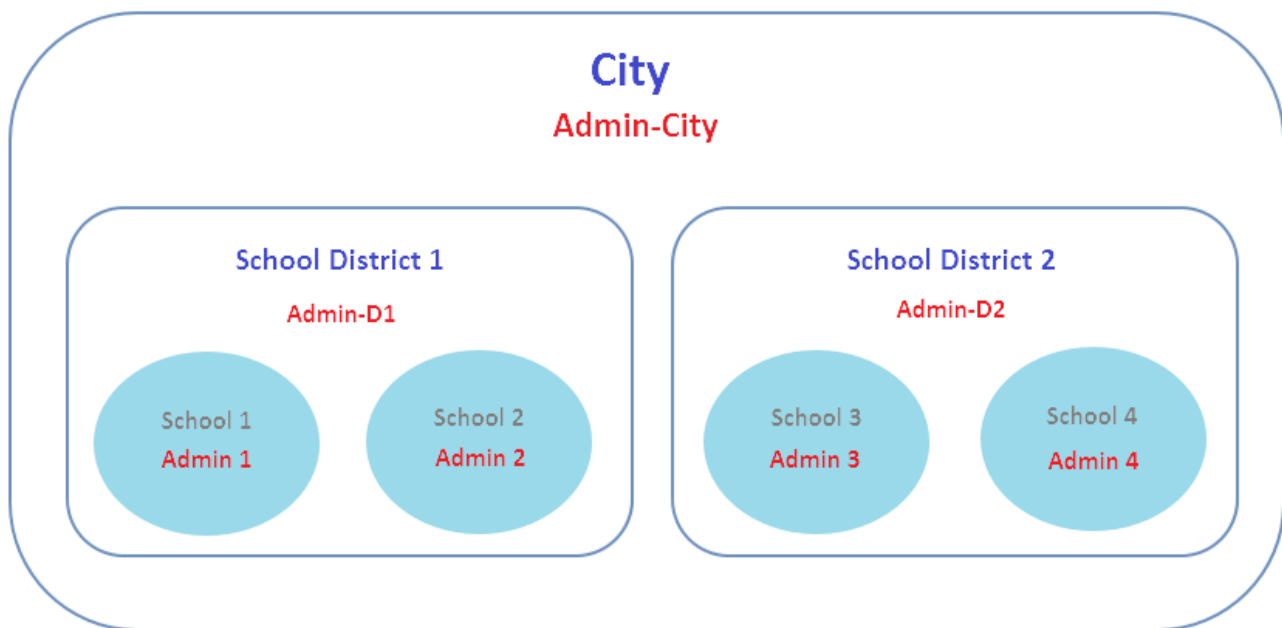 City
Admin-City
School District 1
Admin-D1
School 1
Admin 1
School 2
Admin 2
School District 2
Admin-D2
School 3
Admin 3
School 4
Admin 4